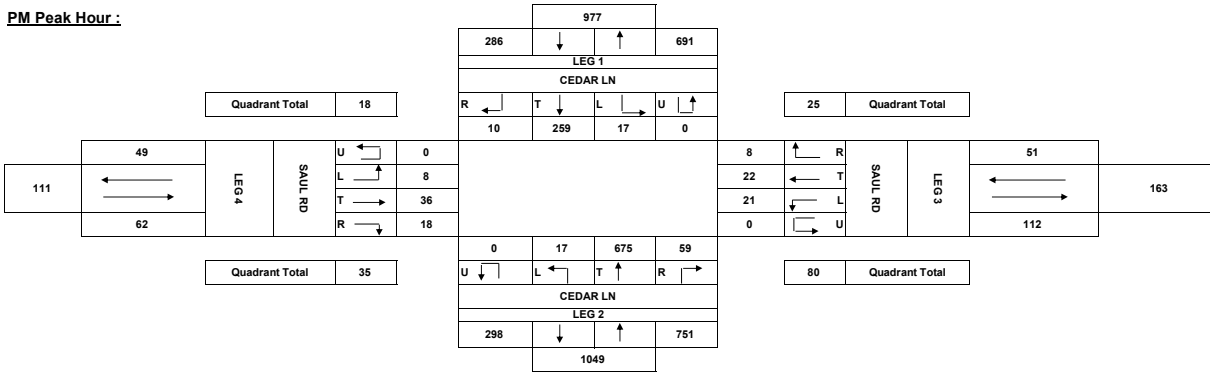 PM Peak Hour :
977
286 691
LEG 1
CEDAR LN
Quadrant Total 18
R T L U
25 Quadrant Total
10 259 17 0
49
U 0
8 R
51
111
LEG 4
SAUL RD
L 8
22 T
SAUL RD
LEG 3
163
T 36
21 L
62
R 18
0 U
112
0 17 675 59
Quadrant Total 35
U L T R
80 Quadrant Total
CEDAR LN
LEG 2
298 751
1049